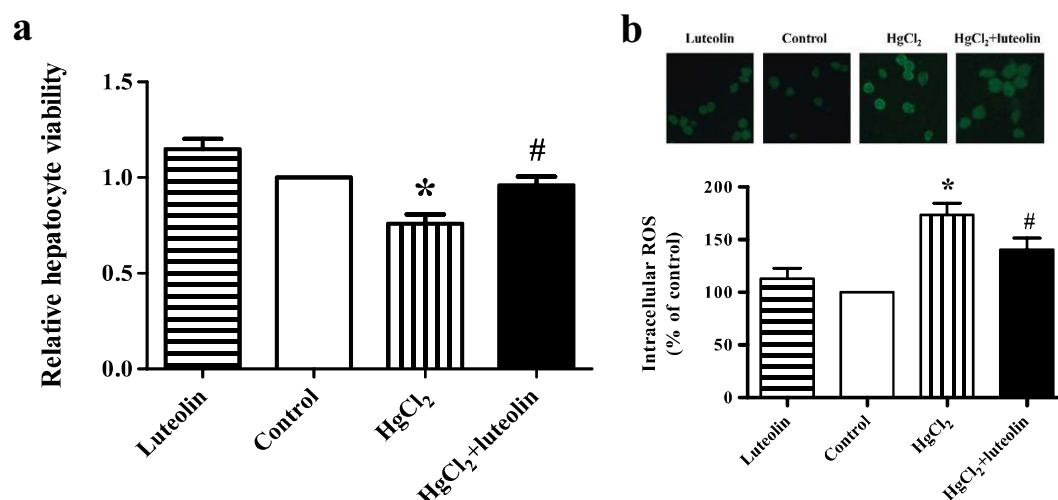 a
Relative hepatocyte viability
1.5
1.0
0.5
0.0
*
#
Luteolin
Control
HgCl₂
HgCl₂+luteolin
b
Luteolin
Control
HgCl₂
HgCl₂+luteolin
Intracellular ROS
(% of control)
200
150
100
50
0
*
#
Luteolin
Control
HgCl₂
HgCl₂+luteolin